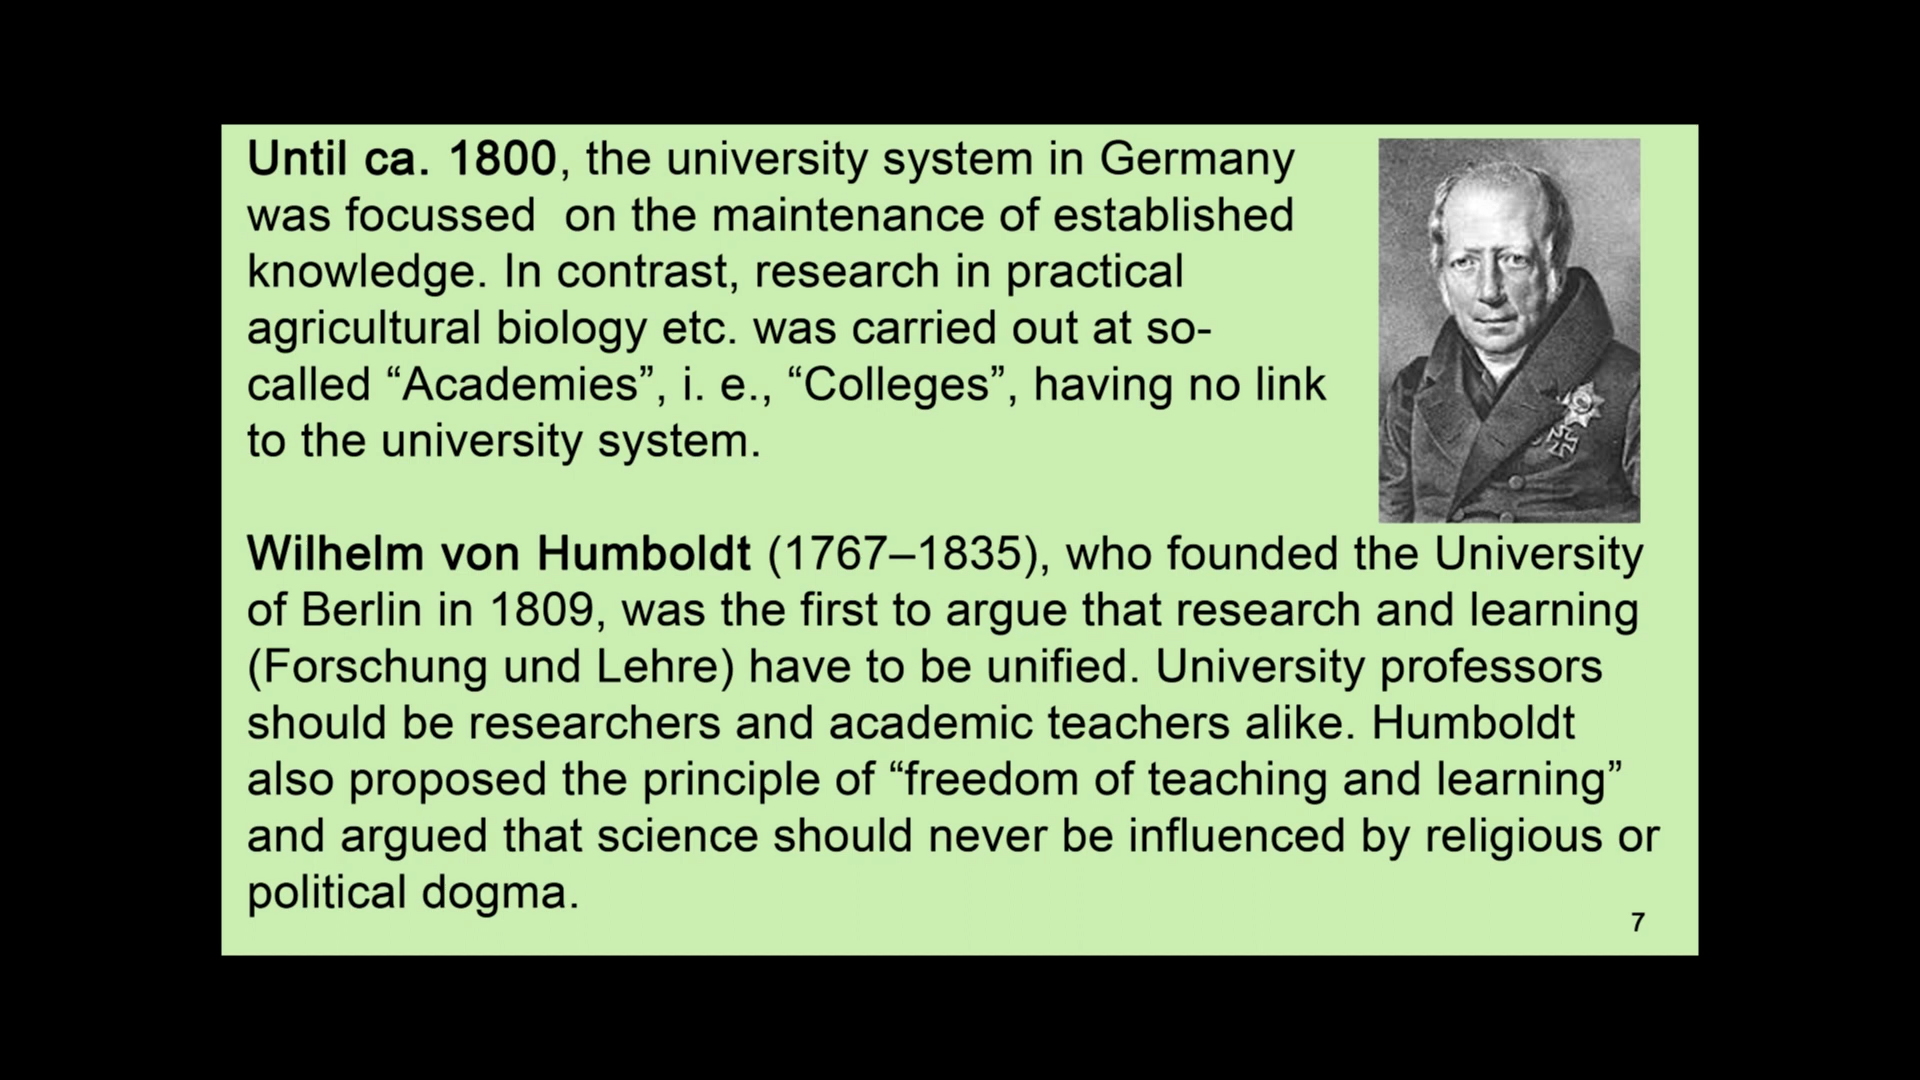 Until ca. 1800, the university system in Germany
was focussed  on the maintenance of established
knowledge. In contrast, research in practical
agricultural biology etc. was carried out at so-
called “Academies”, i. e., “Colleges”, having no link
to the university system.
Wilhelm von Humboldt (1767–1835), who founded the University
of Berlin in 1809, was the first to argue that research and learning
(Forschung und Lehre) have to be unified. University professors
should be researchers and academic teachers alike. Humboldt
also proposed the principle of “freedom of teaching and learning”
and argued that science should never be influenced by religious or
political dogma.
7